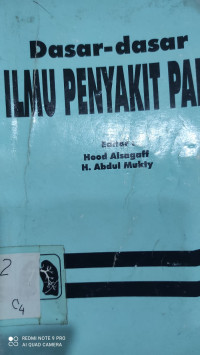 Dasar-dasar
ILMU PENYAKIT PA
Editor :
Hood Alsagaff
H. Abdul Mukty
2
C4
REDMI NOTE 9 PRO
AI QUAD CAMERA